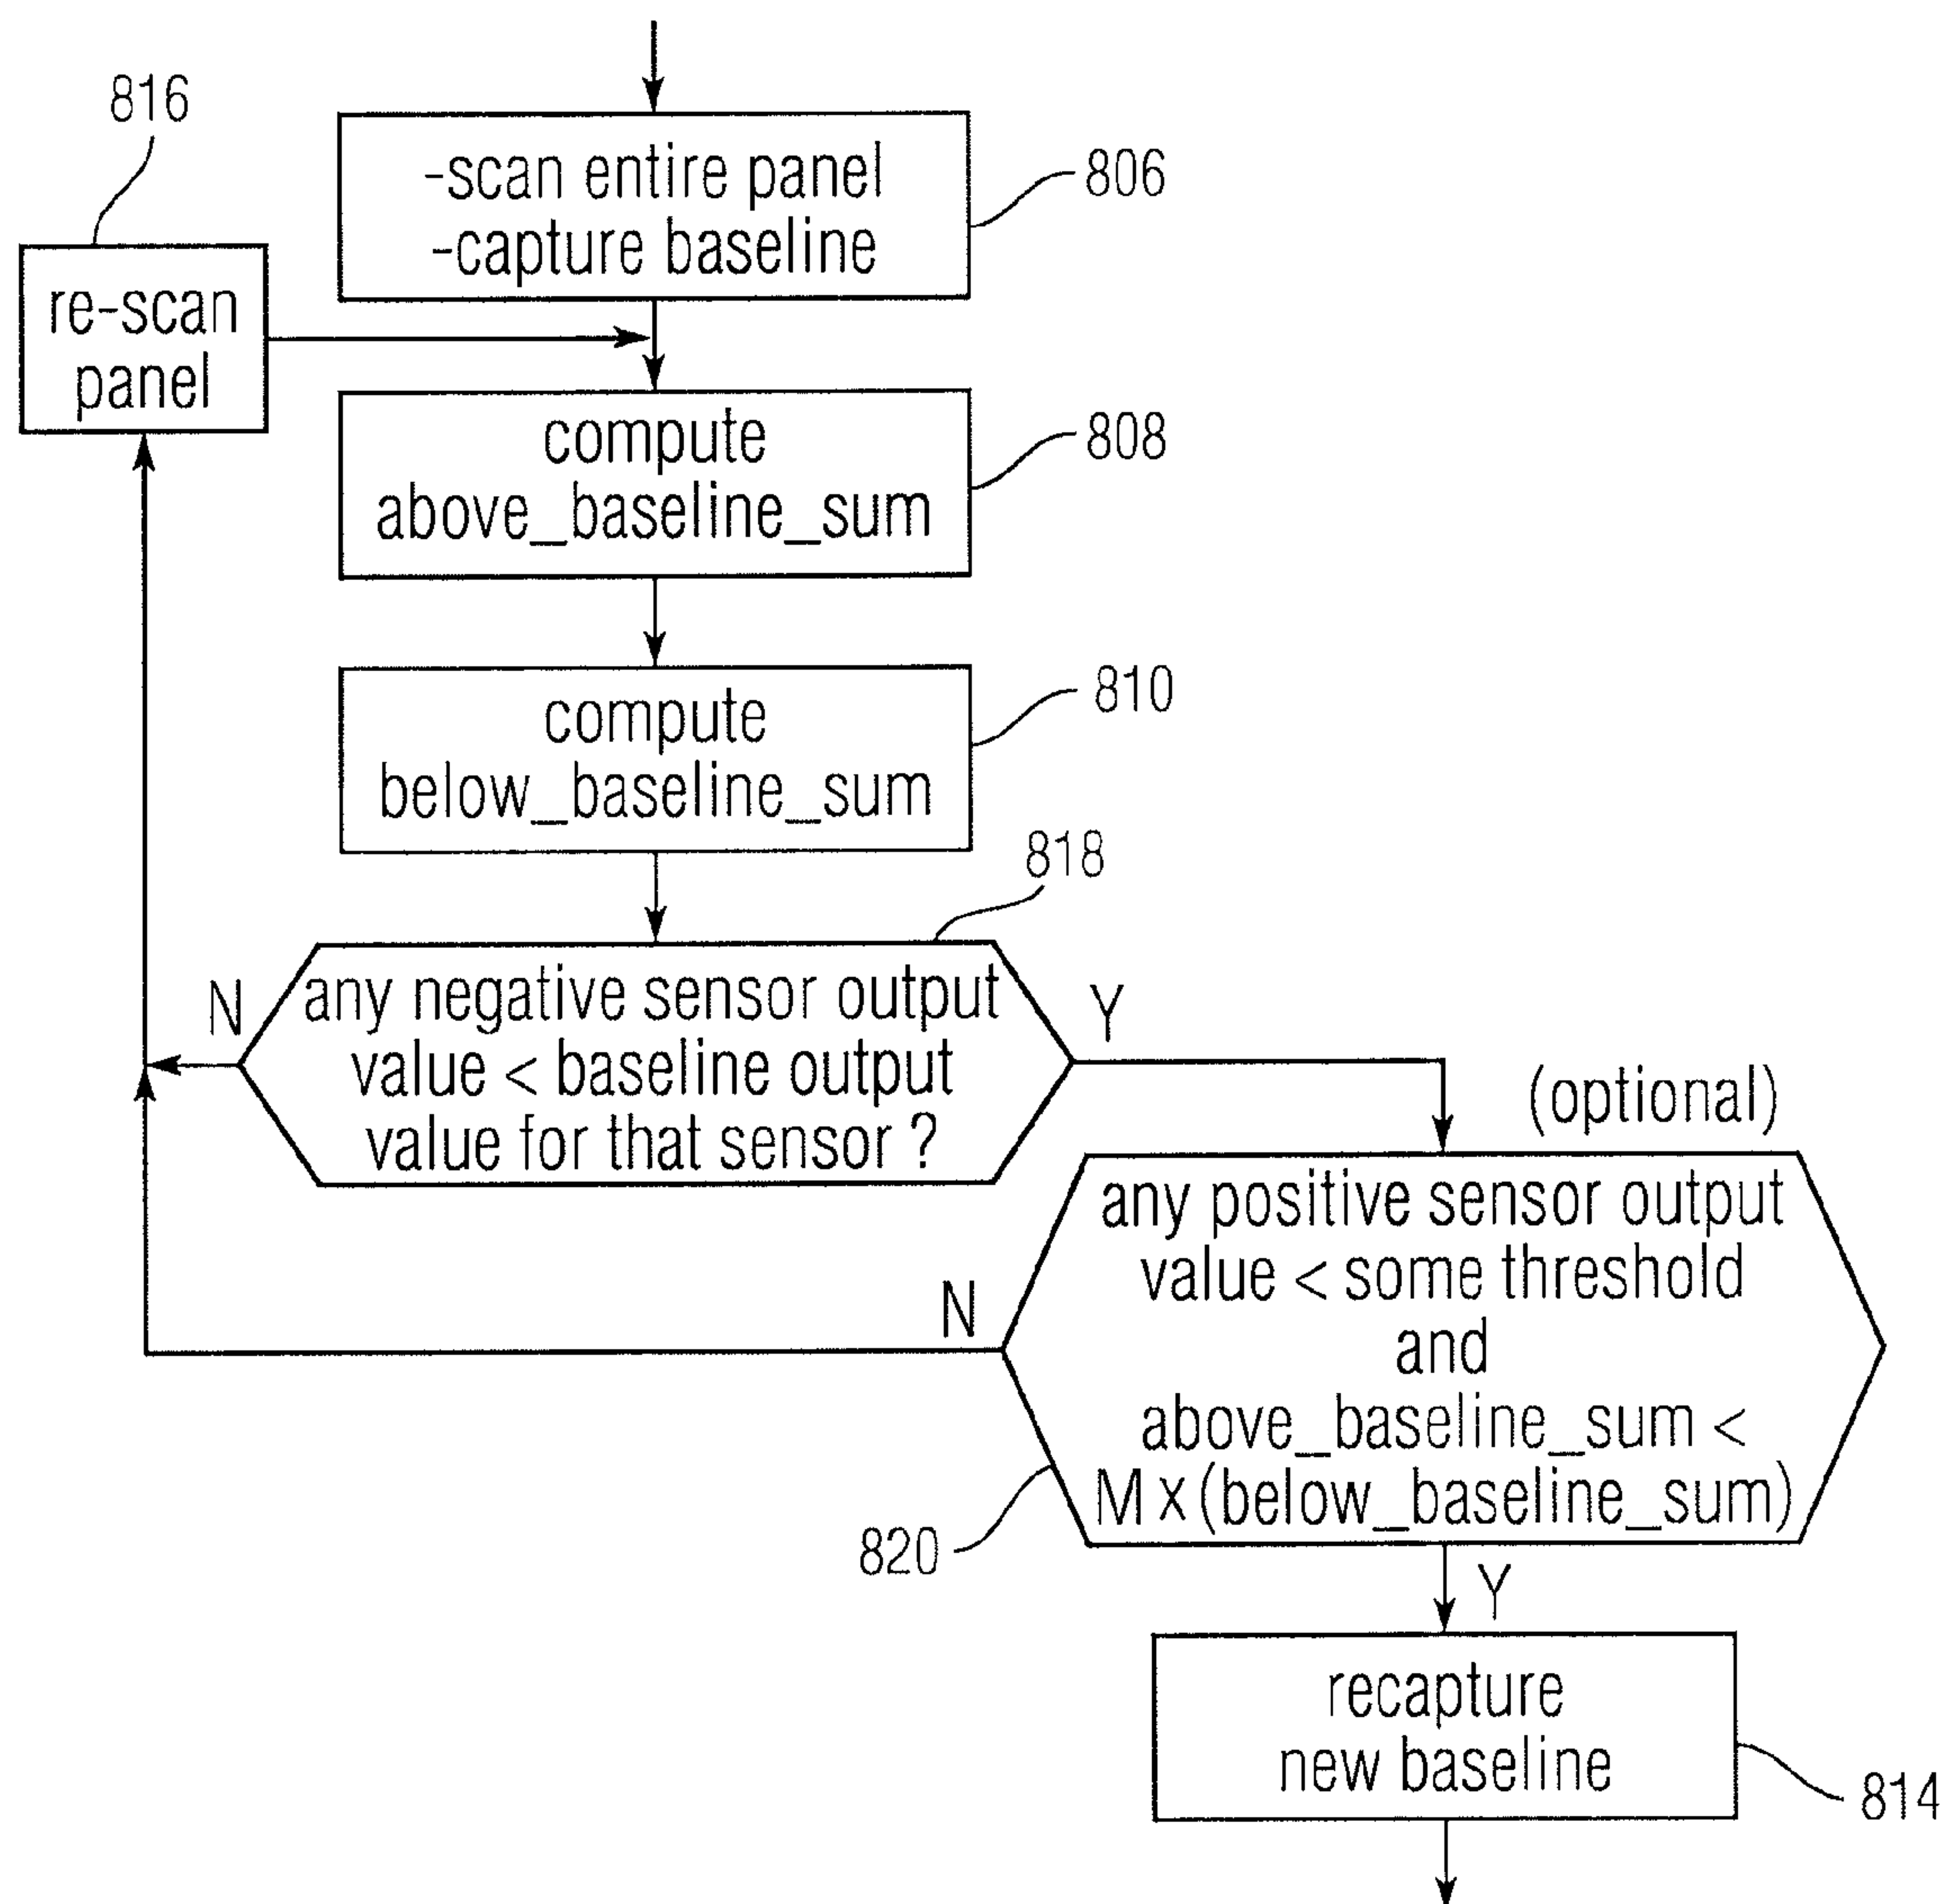 816
-scan entire panel
-capture baseline
806
re-scan
panel
compute
above_baseline_sum
808
compute
below_baseline_sum
810
818
N
any negative sensor output
value < baseline output
value for that sensor ?
Y
(optional)
any positive sensor output
value < some threshold
and
above_baseline_sum <
M x (below_baseline_sum)
N
820
Y
recapture
new baseline
814